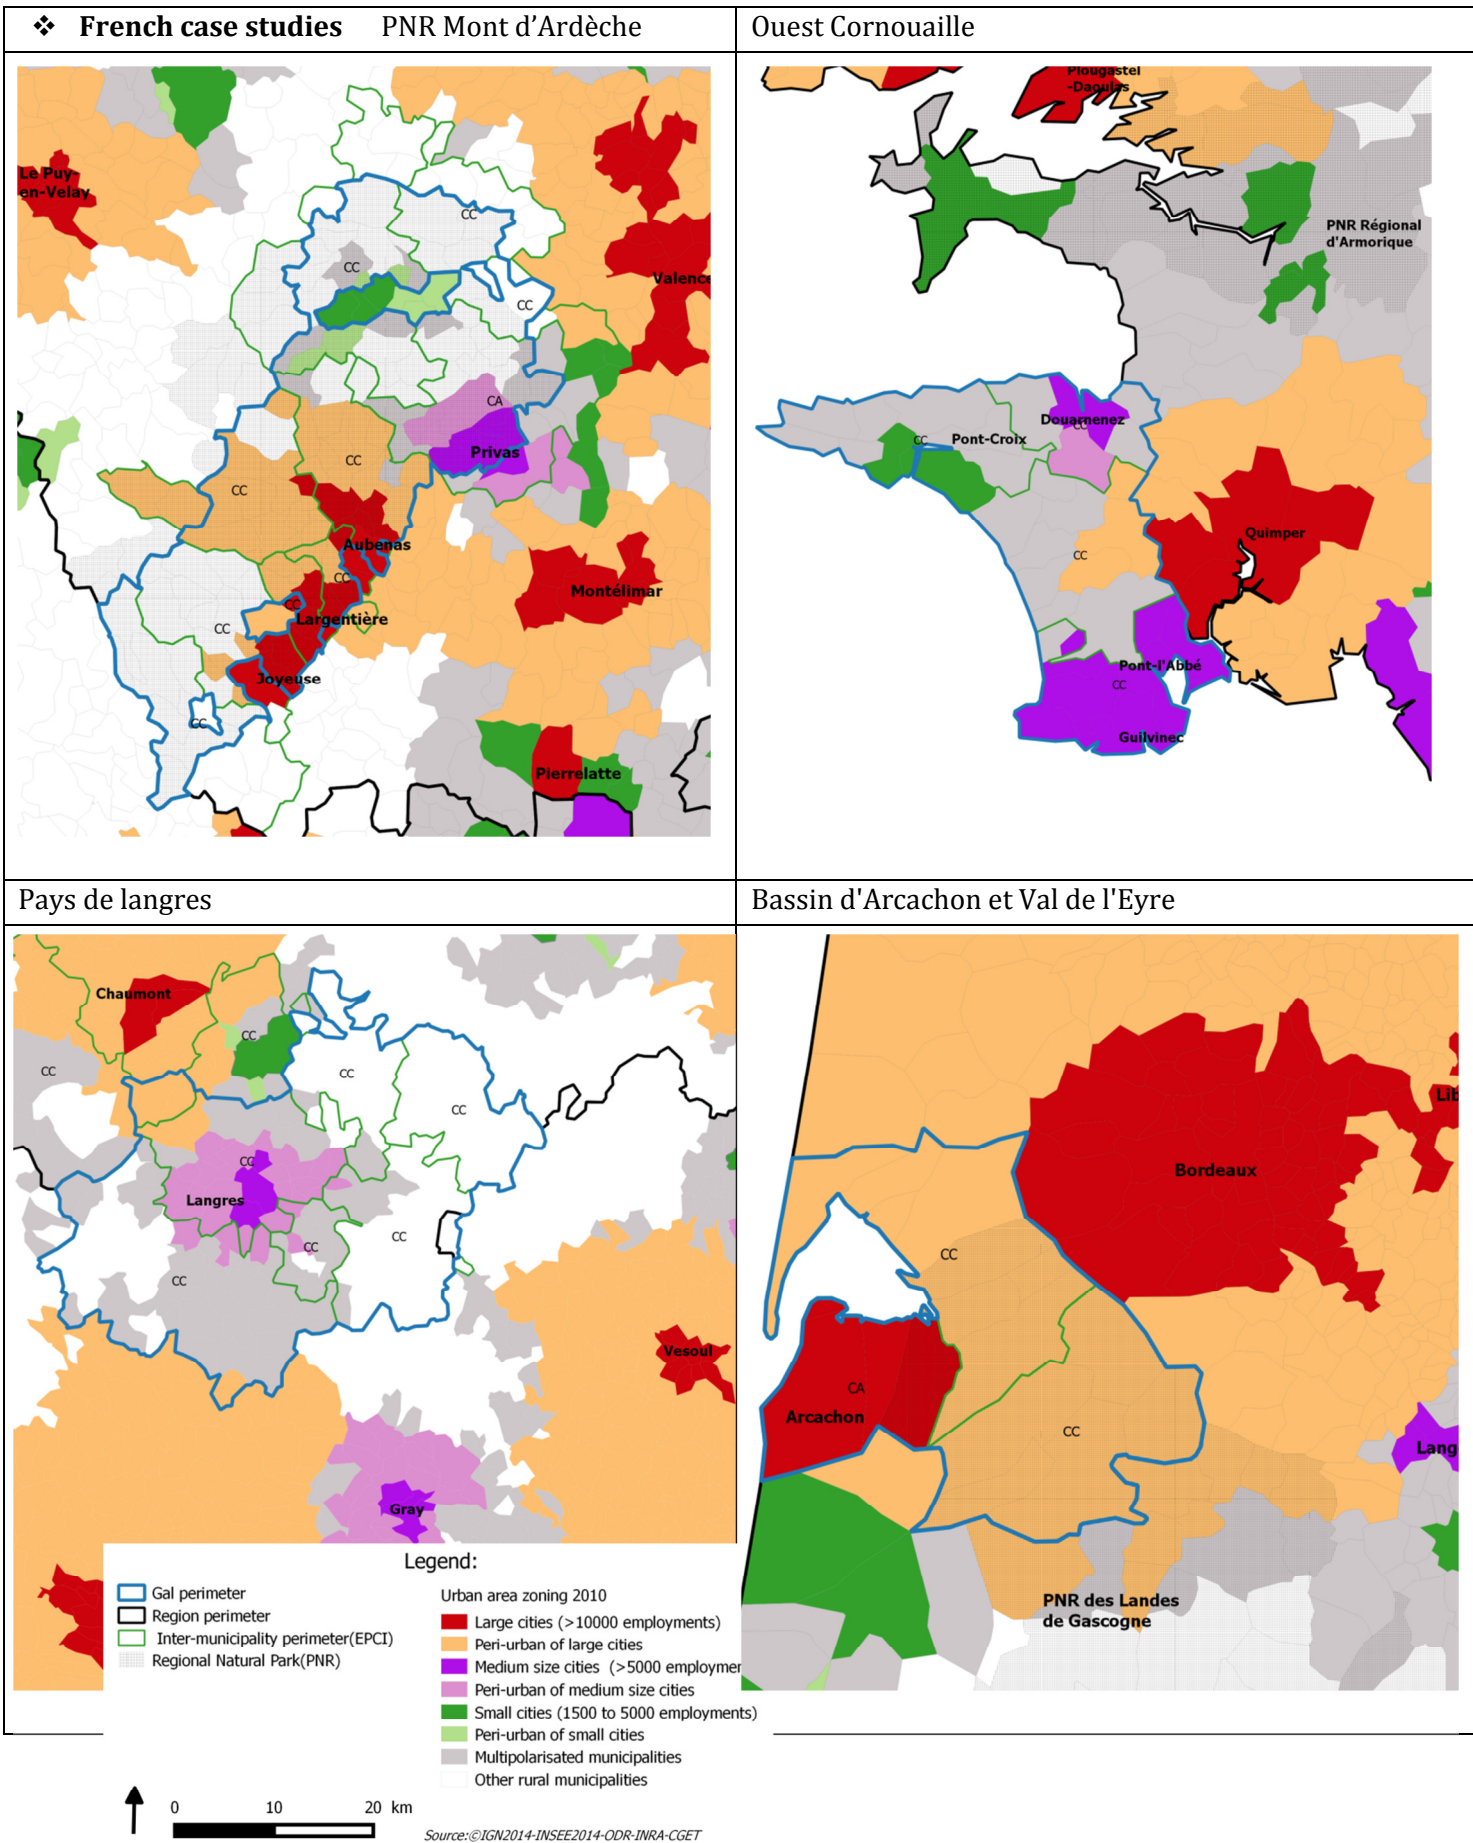 ❖ French case studies PNR Mont d’Ardèche
Ouest Cornouaille
Le Puy-
en-Velay
Valence
CC
CC
CC
CA
Privas
CC
CC
Aubenas
CC
CC
Largentière
Montélimar
CC
Joyeuse
CC
Pierrelatte
Plougastel
-Daoulas
PNR Régional
d'Armorique
Douarnenez
CC
CC
Pont-Croix
Quimper
CC
Pont-l'Abbé
CC
Guilvinec
Pays de langres
Bassin d'Arcachon et Val de l'Eyre
Chaumont
CC
CC
CC
CC
CC
Langres
CC
CC
CC
Vesoul
Gray
Lib
Bordeaux
CC
CA
Arcachon
CC
Lang
PNR des Landes
de Gascogne
Legend:
Gal perimeter
Region perimeter
Inter-municipality perimeter(EPCI)
Regional Natural Park(PNR)
Urban area zoning 2010
Large cities (>10000 employments)
Peri-urban of large cities
Medium size cities (>5000 employmen
Peri-urban of medium size cities
Small cities (1500 to 5000 employments)
Peri-urban of small cities
Multipolarisated municipalities
Other rural municipalities
0 10 20 km
Source:©IGN2014-INSEE2014-ODR-INRA-CGET